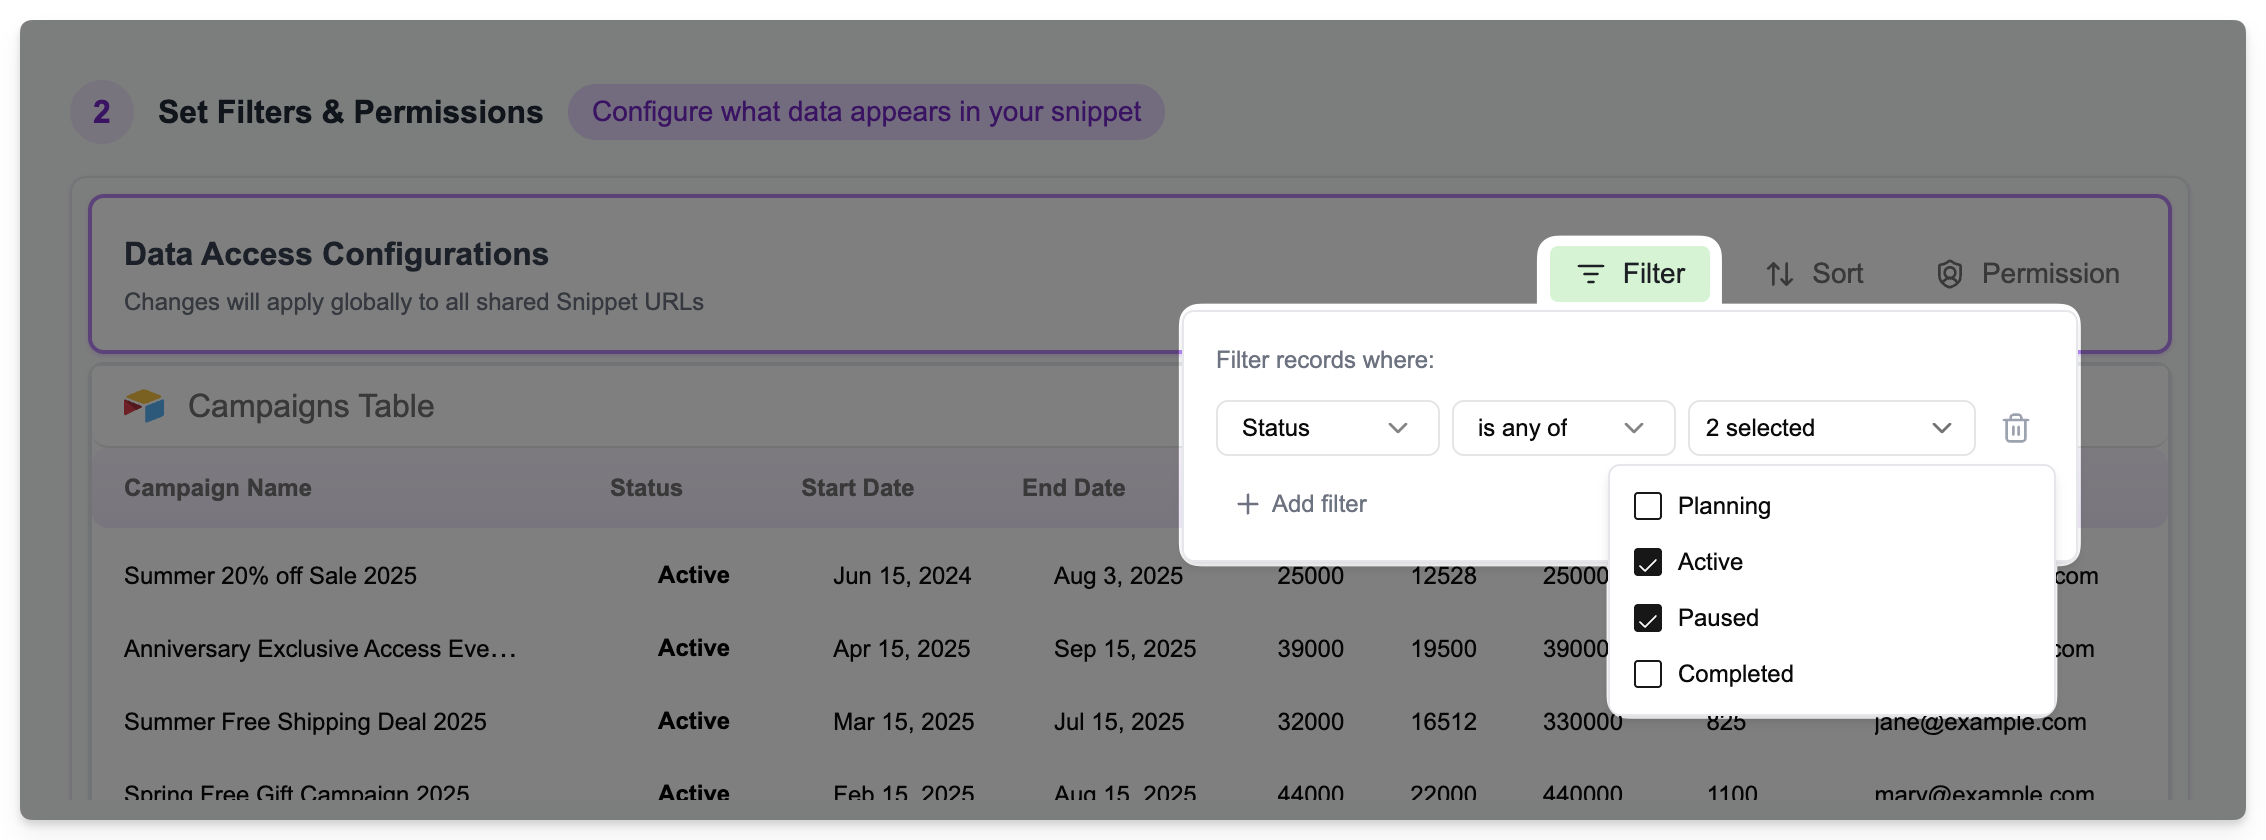 2 Set Filters & Permissions Configure what data appears in your snippet
Data Access Configurations
Changes will apply globally to all shared Snippet URLs
Filter Sort Permission
Filter records where:
Status is any of 2 selected
Add filter
Planning
Active
Paused
Completed
Campaigns Table
Campaign Name Status Start Date End Date
Summer 20% off Sale 2025 Active Jun 15, 2024 Aug 3, 2025 25000 12528 25000 com
Anniversary Exclusive Access Eve... Active Apr 15, 2025 Sep 15, 2025 39000 19500 39000 com
Summer Free Shipping Deal 2025 Active Mar 15, 2025 Jul 15, 2025 32000 16512 330000 825 jane@example.com
Spring Free Gift Campaign 2025 Active Feb 15, 2025 Aug 15, 2025 44000 22000 440000 1100 mary@example.com